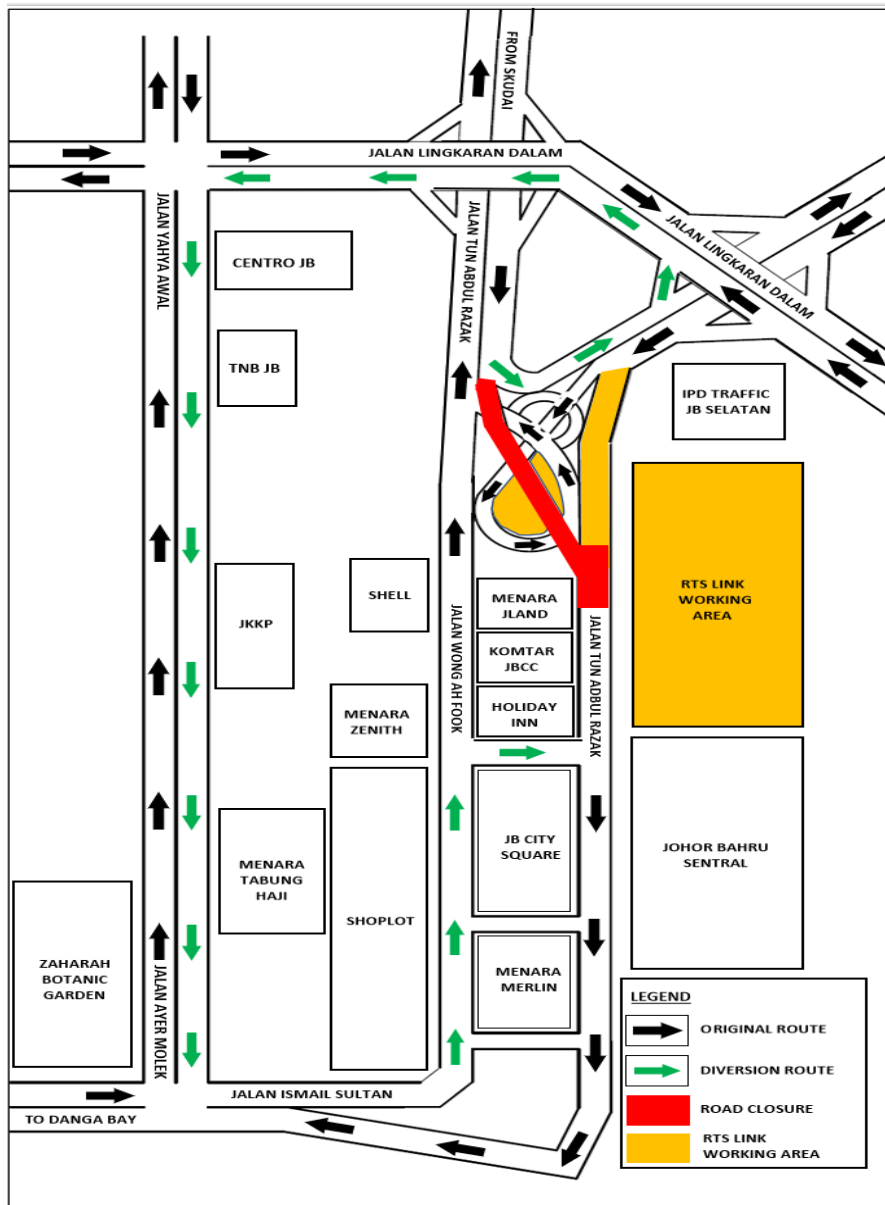 FROM SKUDAI
JALAN LINGKARAN DALAM
JALAN YAHYA AWAL
JALAN TUN ABDUL RAZAK
JALAN LINGKARAN DALAM
CENTRO JB
TNB JB
IPD TRAFFIC
JB SELATAN
RTS LINK
WORKING
AREA
SHELL
MENARA
JLAND
JKKP
JALAN WONG AH FOOK
KOMTAR
JBCC
JALAN TUN ADBUL RAZAK
MENARA
ZENITH
HOLIDAY
INN
JB CITY
SQUARE
JOHOR BAHRU
SENTRAL
MENARA
TABUNG
HAJI
SHOPLOT
ZAHARAH
BOTANIC
GARDEN
JALAN AYER MOLEK
MENARA
MERLIN
LEGEND
ORIGINAL ROUTE
DIVERSION ROUTE
ROAD CLOSURE
RTS LINK
WORKING AREA
JALAN ISMAIL SULTAN
TO DANGA BAY